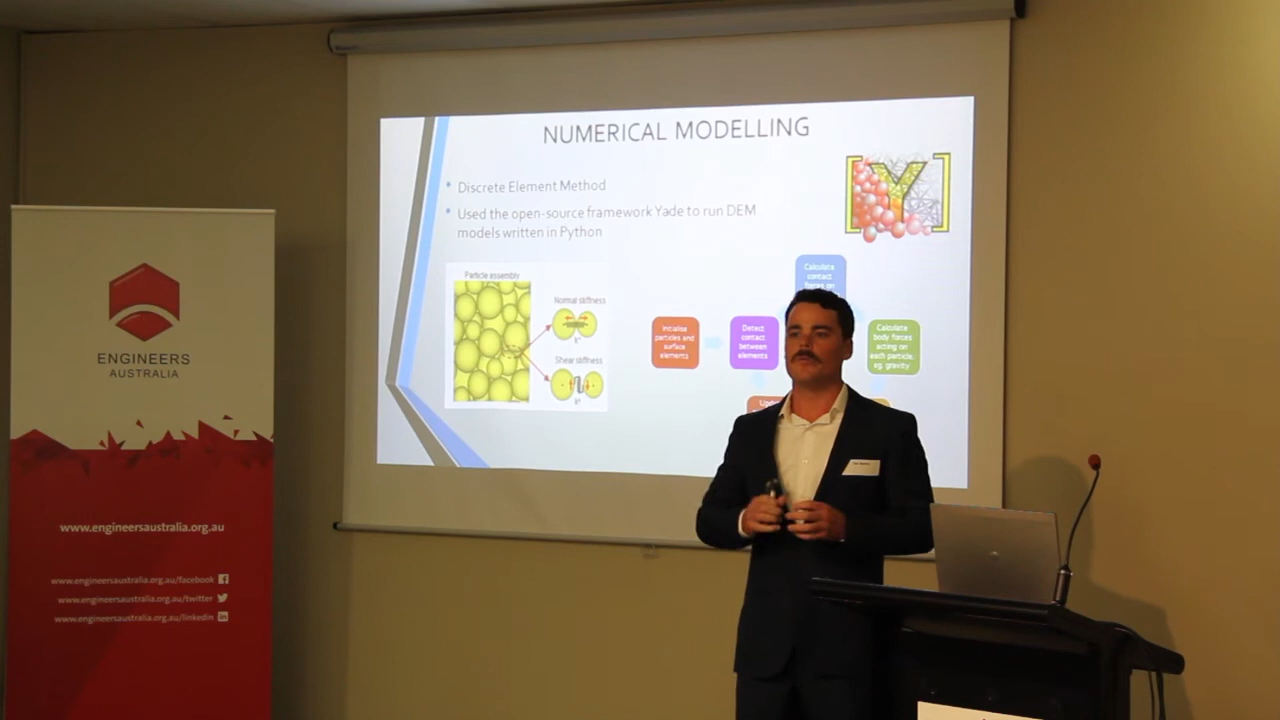 NUMERICAL MODELLING
Discrete Element Method
Used the open-source framework Yade to run DEM
models written in Python
Y
Particle assembly
Normal stiffness
Shear stiffness
Calculate
contact
forces on
Initialise
particles and
surface
elements
Detect
contact
between
elements
Calculate
body forces
acting on
each particle,
eg. gravity
ENGINEERS
AUSTRALIA
www.engineersaustralia.org.au
www.engineersaustralia.org.au/facebook
www.engineersaustralia.org.au/twitter
www.engineersaustralia.org.au/linkedin